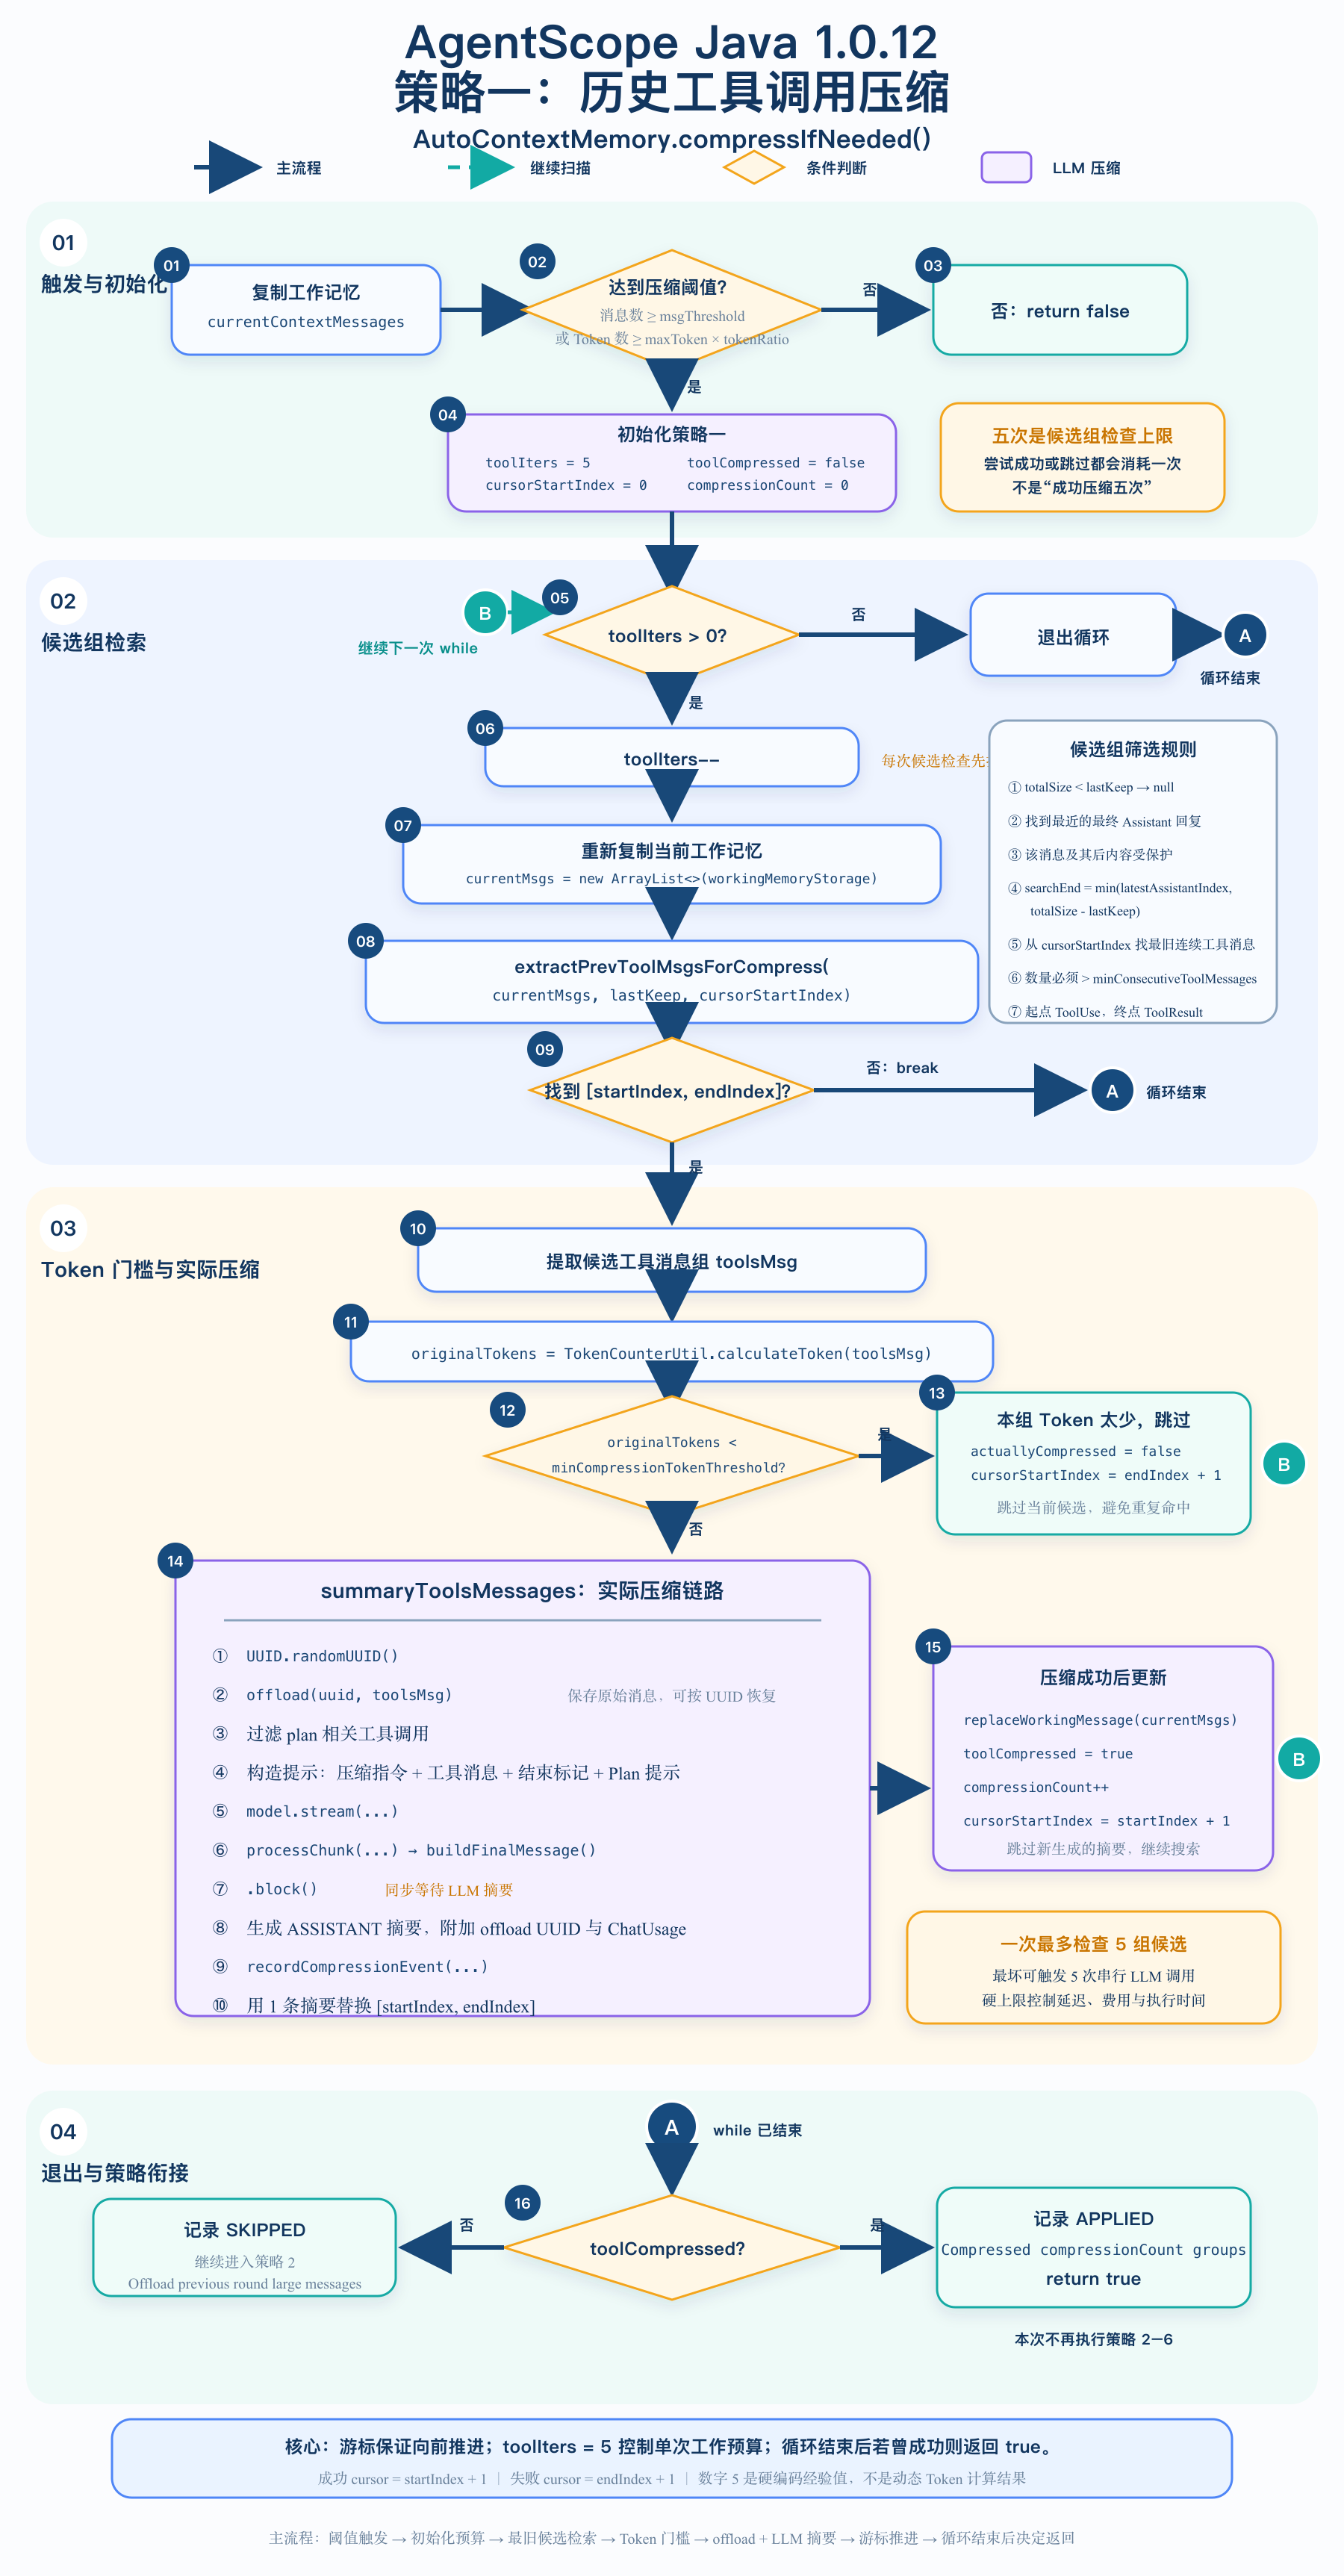 AgentScope Java 1.0.12
策略一：历史工具调用压缩
AutoContextMemory.compressIfNeeded()
主流程
继续扫描
条件判断
LLM 压缩
01
触发与初始化
01
复制工作记忆
currentContextMessages
02
达到压缩阈值?
消息数 ≥ msgThreshold
或 Token 数 ≥ maxToken × tokenRatio
否
03
否：return false
是
04
初始化策略一
toolIters = 5
toolCompressed = false
cursorStartIndex = 0
compressionCount = 0
五次是候选组检查上限
尝试成功或跳过都会消耗一次
不是“成功压缩五次”
02
候选组检索
B
继续下一次 while
05
toolIters > 0?
否
退出循环
A
循环结束
是
06
toolIters−−
每次候选检查先
07
重新复制当前工作记忆
currentMsgs = new ArrayList<>(workingMemoryStorage)
08
extractPrevToolMsgsForCompress(
currentMsgs, lastKeep, cursorStartIndex)
候选组筛选规则
① totalSize < lastKeep → null
② 找到最近的最终 Assistant 回复
③ 该消息及其后内容受保护
④ searchEnd = min(latestAssistantIndex,
totalSize - lastKeep)
⑤ 从 cursorStartIndex 找最旧连续工具消息
⑥ 数量必须 > minConsecutiveToolMessages
⑦ 起点 ToolUse，终点 ToolResult
09
找到 [startIndex, endIndex]?
否：break
A
循环结束
是
03
Token 门槛与实际压缩
10
提取候选工具消息组 toolsMsg
11
originalTokens = TokenCounterUtil.calculateToken(toolsMsg)
12
originalTokens <
minCompressionTokenThreshold?
是
13
本组 Token 太少，跳过
actuallyCompressed = false
cursorStartIndex = endIndex + 1
跳过当前候选，避免重复命中
B
否
14
summaryToolsMessages：实际压缩链路
① UUID.randomUUID()
② offload(uuid, toolsMsg) 保存原始消息，可按 UUID 恢复
③ 过滤 plan 相关工具调用
④ 构造提示：压缩指令 + 工具消息 + 结束标记 + Plan 提示
⑤ model.stream(...)
⑥ processChunk(...) → buildFinalMessage()
⑦ .block() 同步等待 LLM 摘要
⑧ 生成 ASSISTANT 摘要，附加 offload UUID 与 ChatUsage
⑨ recordCompressionEvent(...)
⑩ 用 1 条摘要替换 [startIndex, endIndex]
15
压缩成功后更新
replaceWorkingMessage(currentMsgs)
toolCompressed = true
compressionCount++
cursorStartIndex = startIndex + 1
跳过新生成的摘要，继续搜索
B
一次最多检查 5 组候选
最坏可触发 5 次串行 LLM 调用
硬上限控制延迟、费用与执行时间
04
退出与策略衔接
A
while 已结束
16
toolCompressed?
否
记录 SKIPPED
继续进入策略 2
Offload previous round large messages
是
记录 APPLIED
Compressed compressionCount groups
return true
本次不再执行策略 2—6
核心：游标保证向前推进；toolIters = 5 控制单次工作预算；循环结束后若曾成功则返回 true。
成功 cursor = startIndex + 1 ｜ 失败 cursor = endIndex + 1 ｜ 数字 5 是硬编码经验值，不是动态 Token 计算结果
主流程：阈值触发 → 初始化预算 → 最旧候选检索 → Token 门槛 → offload + LLM 摘要 → 游标推进 → 循环结束后决定返回